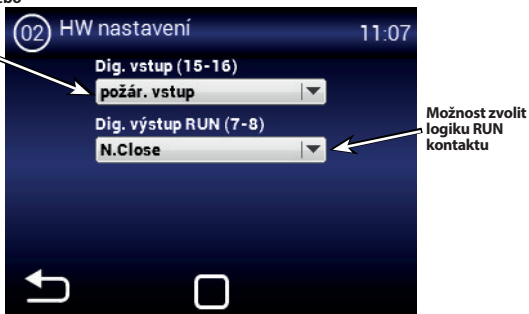 02 HW nastavení 11:07
Dig. vstup (15-16)
požár. vstup
Dig. výstup RUN (7-8)
N.Close
Možnost zvolit
logiku RUN
kontaktu